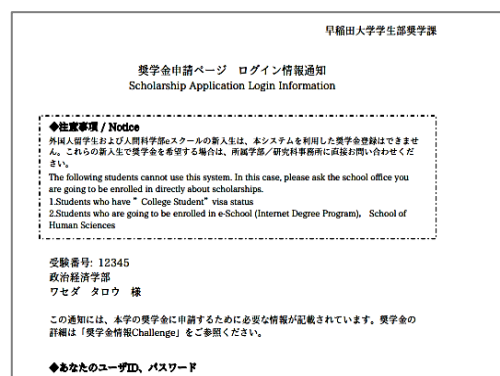 早稲田大学学生部奨学課
奨学金申請ページ　ログイン情報通知
Scholarship Application Login Information
◆注意事項 / Notice
外国人留学生および人間科学部eスクールの新入生は、本システムを利用した奨学金登録はできませ
ん。これらの新入生で奨学金を希望する場合は、所属学部／研究科事務所に直接お問い合わせくだ
さい。
The following students cannot use this system. In this case, please ask the school office you
are going to be enrolled in directly about scholarships.
1.Students who have＂College Student＂visa status
2.Students who are going to be enrolled in e-School (Internet Degree Program)， School of
Human Sciences
受験番号: 12345
政治経済学部
ワセダ　タロウ　様
この通知には、本学の奨学金に申請するために必要な情報が記載されています。奨学金の
詳細は「奨学金情報Challenge」をご参照ください。
◆あなたのユーザID、パスワード